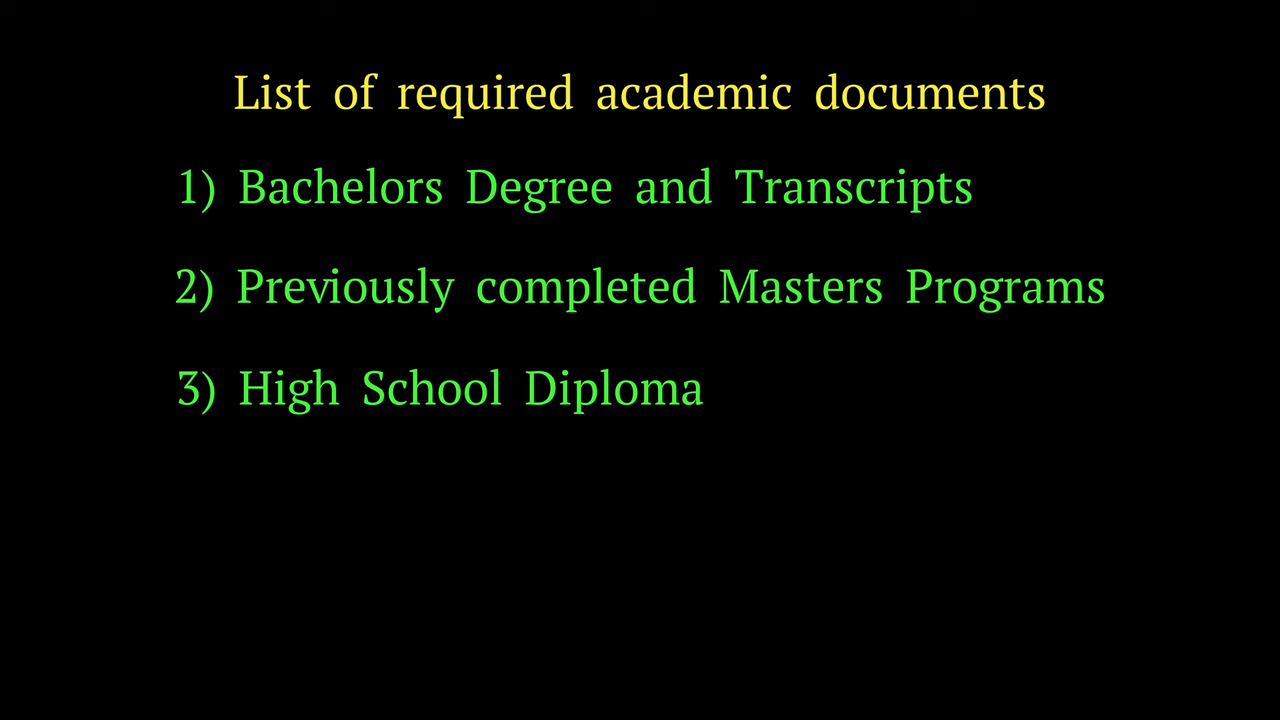 List of required academic documents
1) Bachelors Degree and Transcripts
2) Previously completed Masters Programs
3) High School Diploma